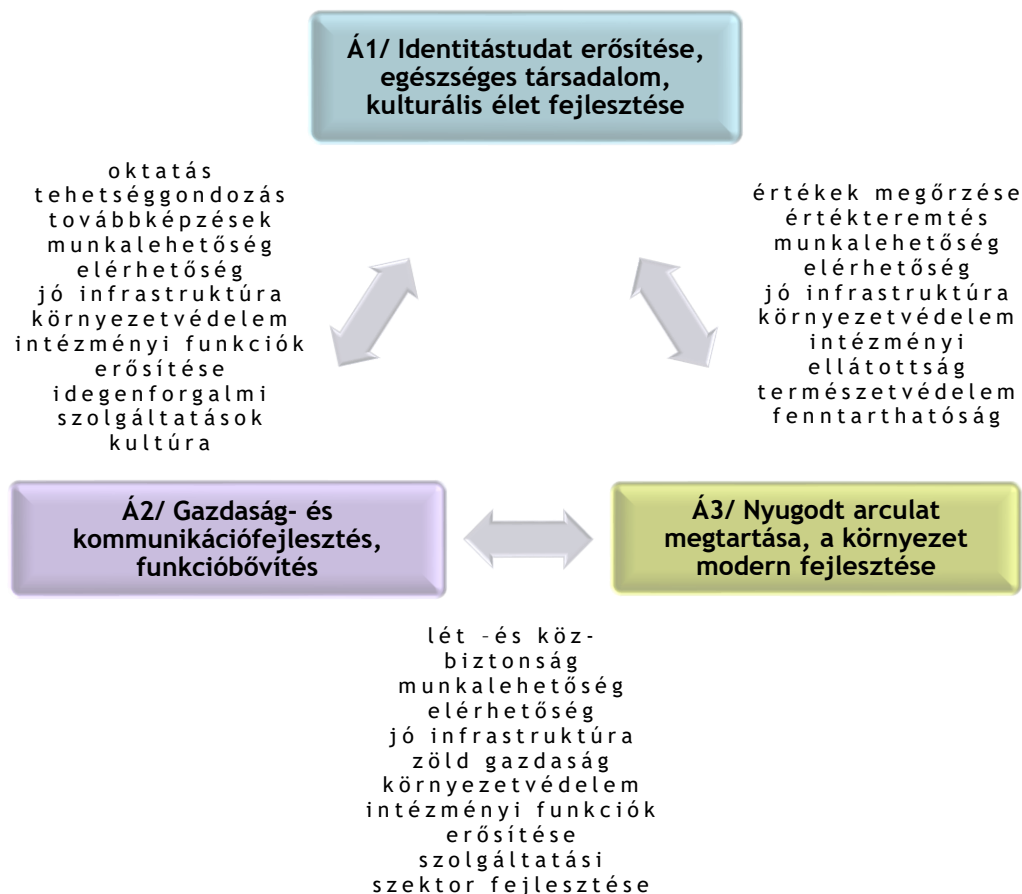 Á1/ Identitástudat erősítése,
egészséges társadalom,
kulturális élet fejlesztése
oktatás
tehetséggondozás
továbbképzések
munkalehetőség
elérhetőség
jó infrastruktúra
környezetvédelem
intézményi funkciók
erősítése
idegenforgalmi
szolgáltatások
kultúra
értékek megőrzése
értékteremtés
munkalehetőség
elérhetőség
jó infrastruktúra
környezetvédelem
intézményi
ellátottság
természetvédelem
fenntarthatóság
Á2/ Gazdaság- és
kommunikációfejlesztés,
funkcióbővítés
Á3/ Nyugodt arculat
megtartása, a környezet
modern fejlesztése
lét -és köz-
biztonság
munkalehetőség
elérhetőség
jó infrastruktúra
zöld gazdaság
környezetvédelem
intézményi funkciók
erősítése
szolgáltatási
szektor fejlesztése